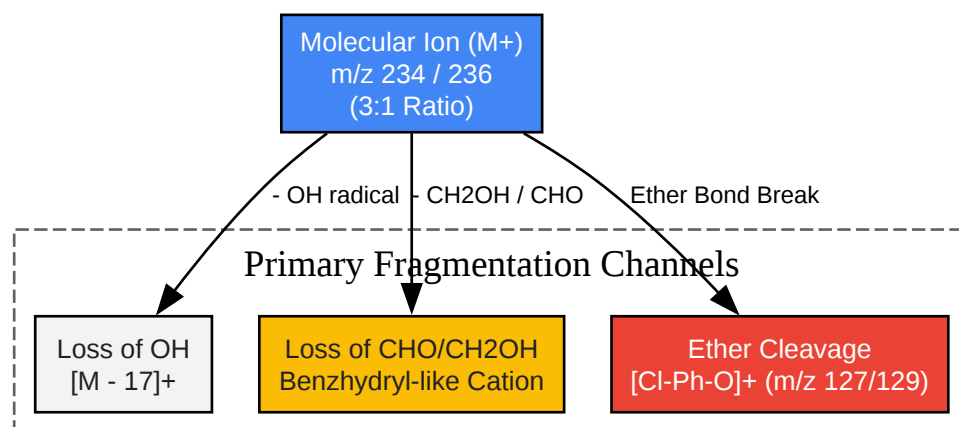 Molecular Ion (M+)
m/z 234 / 236
(3:1 Ratio)
- OH radical
- CH2OH / CHO
Ether Bond Break
Primary Fragmentation Channels
Loss of OH
[M - 17]+
Loss of CHO/CH2OH
Benzhydryl-like Cation
Ether Cleavage
[Cl-Ph-O]+ (m/z 127/129)